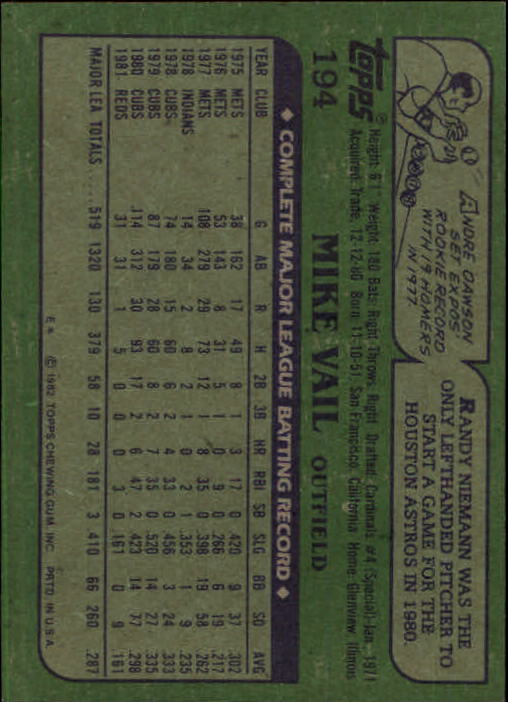 ANDRE DAWSON
SET EXPOS'
ROOKIE RECORD
WITH 19 HOMERS
IN 1977.
RANDY NIEMANN WAS THE
ONLY LEFTHANDED PITCHER TO
START A GAME FOR THE
HOUSTON ASTROS IN 1980.
topps®
Height: 6'1" Weight: 180 Bats: Right Throws: Right Drafted: Cardinals #4 (Special)-Jan., 1971
Acquired: Trade, 12-12-80 Born: 11-10-51 San Francisco, California Home: Glenview, Illinois
194 MIKE VAIL OUTFIELD
◆ COMPLETE MAJOR LEAGUE BATTING RECORD ◆
YEAR CLUB G AB R H 2B 3B HR RBI SB SLG BB SO AVG
1975 METS 38 162 17 49 8 1 3 17 0 .420 9 37 .302
1976 METS 53 143 8 31 5 1 0 9 0 .266 6 19 .217
1977 METS 108 279 29 73 12 1 8 35 0 .398 19 58 .262
1978 INDIANS 14 34 2 8 2 1 0 2 1 .353 1 9 .235
1978 CUBS 74 180 15 60 6 2 4 33 0 .456 3 24 .333
1979 CUBS 87 179 28 60 8 2 7 35 0 .520 14 27 .335
1980 CUBS 114 312 30 93 17 2 6 47 2 .423 14 77 .298
1981 REDS 31 31 1 5 0 0 0 3 0 .161 0 9 .161
MAJOR LEA. TOTALS ..... 519 1320 130 379 58 10 28 181 3 .410 66 260 .287
E* © 1982 TOPPS CHEWING GUM, INC. PRTD. IN U.S.A.